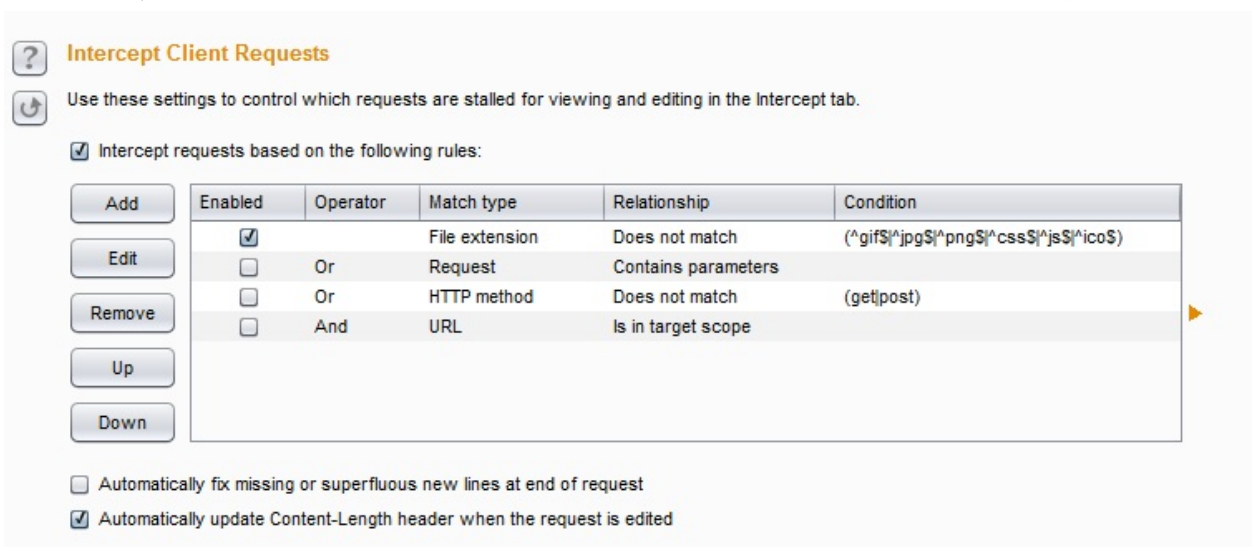 ?
Intercept Client Requests
Use these settings to control which requests are stalled for viewing and editing in the Intercept tab.
Intercept requests based on the following rules:
Add
Edit
Remove
Up
Down
Enabled Operator Match type Relationship Condition
File extension Does not match (^gif$|^jpg$|^png$|^css$|^js$|^ico$)
Or Request Contains parameters
Or HTTP method Does not match (get|post)
And URL Is in target scope
Automatically fix missing or superfluous new lines at end of request
Automatically update Content-Length header when the request is edited